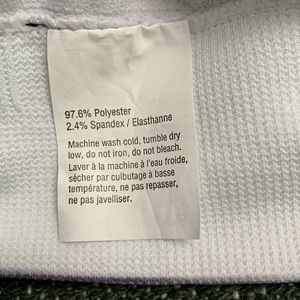 97.6% Polyester
2.4% Spandex / Elasthanne
Machine wash cold, tumble dry
low, do not iron, do not bleach.
Laver à la machine à l'eau froide,
sécher par culbutage à basse
température, ne pas repasser,
ne pas javelliser.